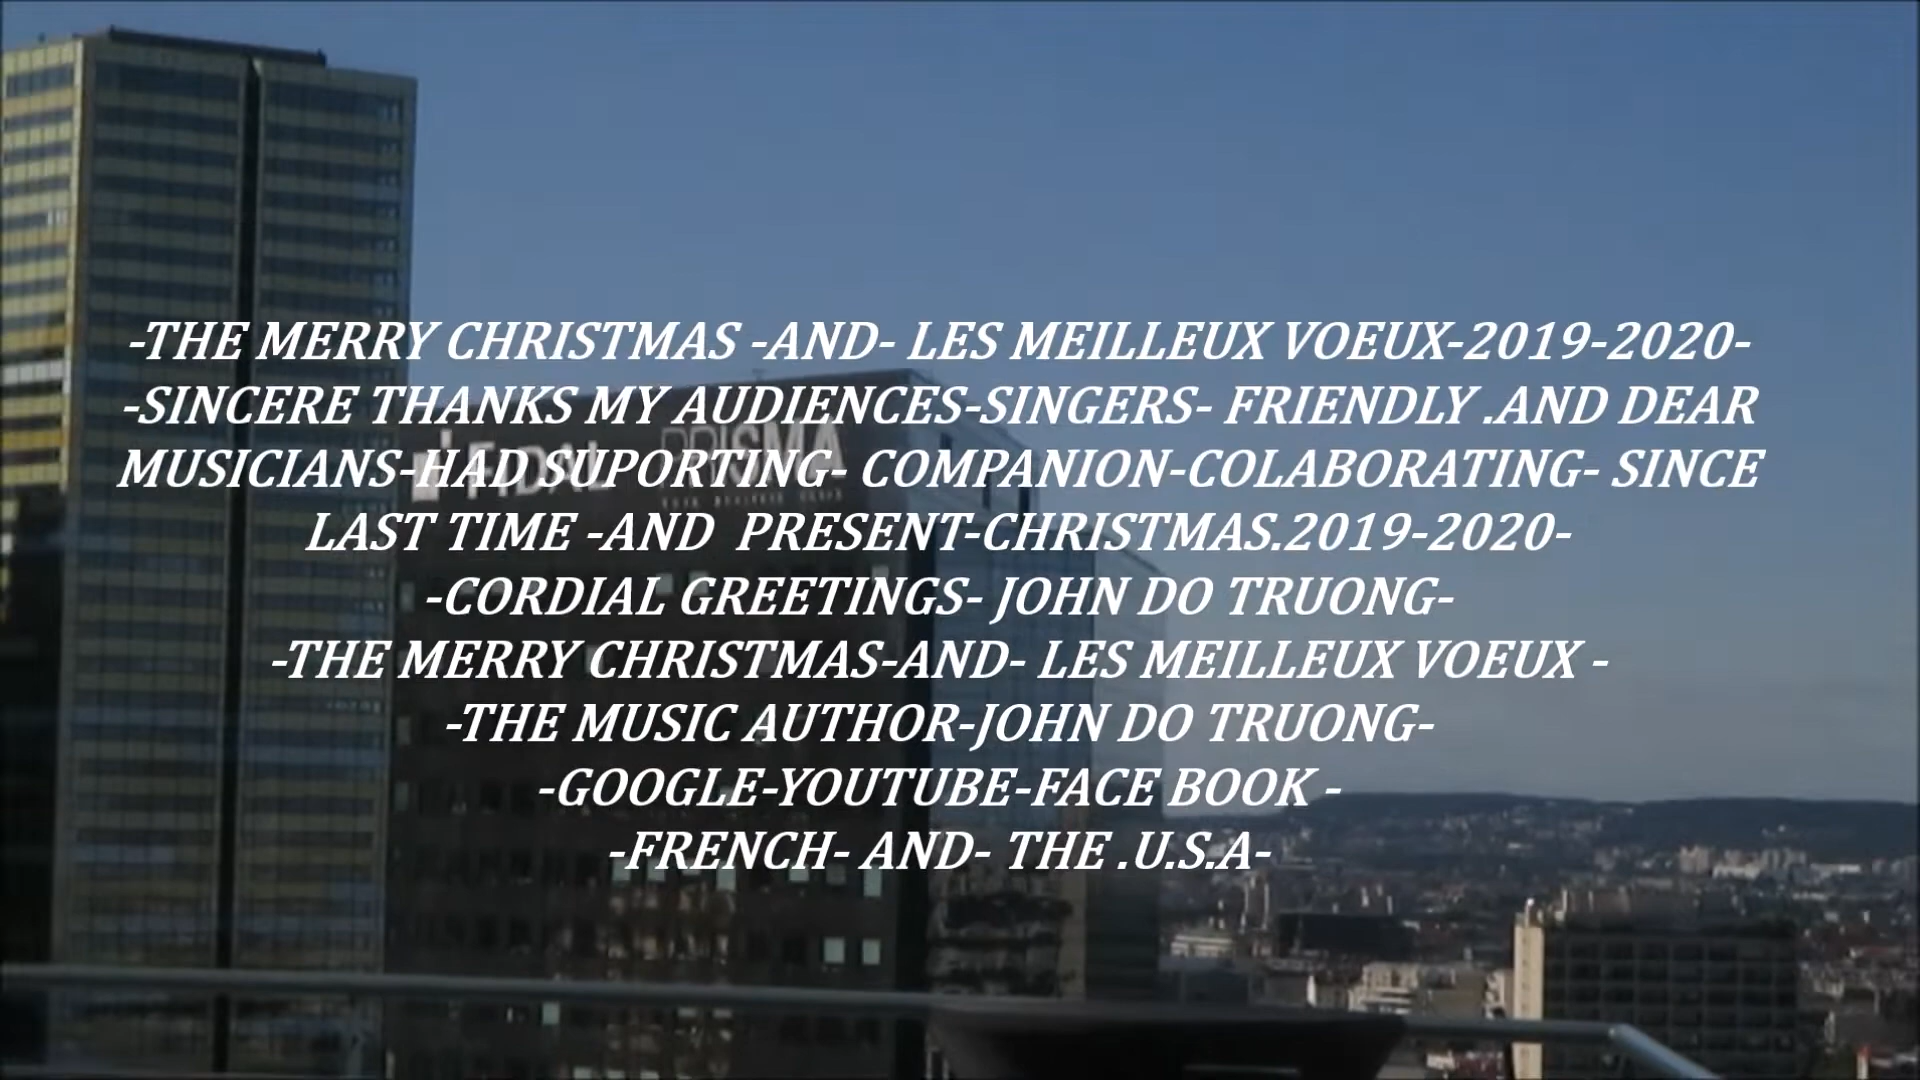 -THE MERRY CHRISTMAS -AND- LES MEILLEUX VOEUX-2019-2020-
-SINCERE THANKS MY AUDIENCES-SINGERS- FRIENDLY .AND DEAR
MUSICIANS-HAD SUPORTING- COMPANION-COLABORATING- SINCE
LAST TIME -AND  PRESENT-CHRISTMAS.2019-2020-
-CORDIAL GREETINGS- JOHN DO TRUONG-
-THE MERRY CHRISTMAS-AND- LES MEILLEUX VOEUX -
-THE MUSIC AUTHOR-JOHN DO TRUONG-
-GOOGLE-YOUTUBE-FACE BOOK -
-FRENCH- AND- THE .U.S.A-
FIDAL
PRISMA